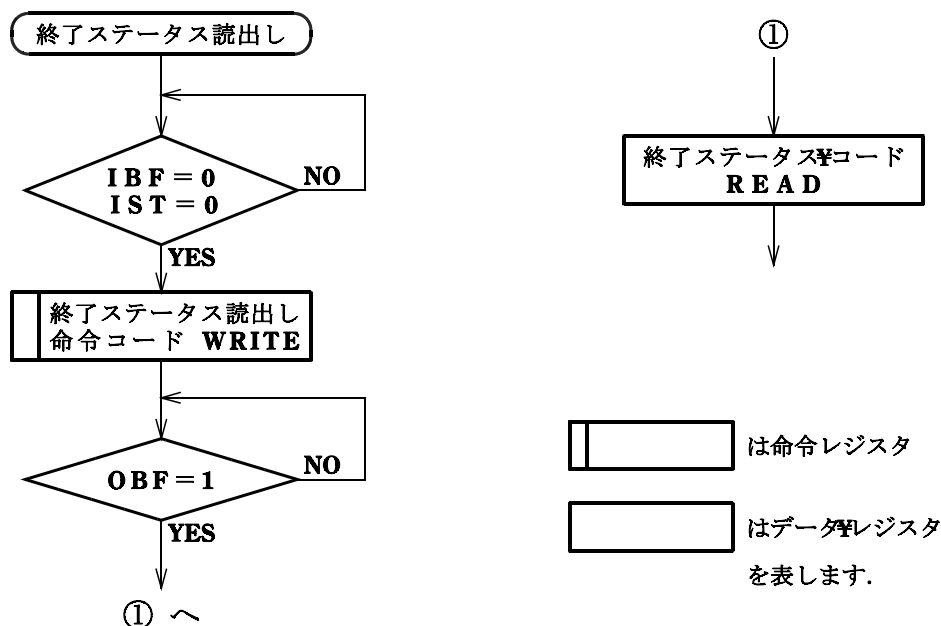 終了ステータス読出し
IBF=0
IST=0
NO
YES
終了ステータス読出し
命令コード WRITE
OBF=1
NO
YES
① へ
①
終了ステータス¥コード
READ
は命令レジスタ
はデータ¥レジスタ
を表します.